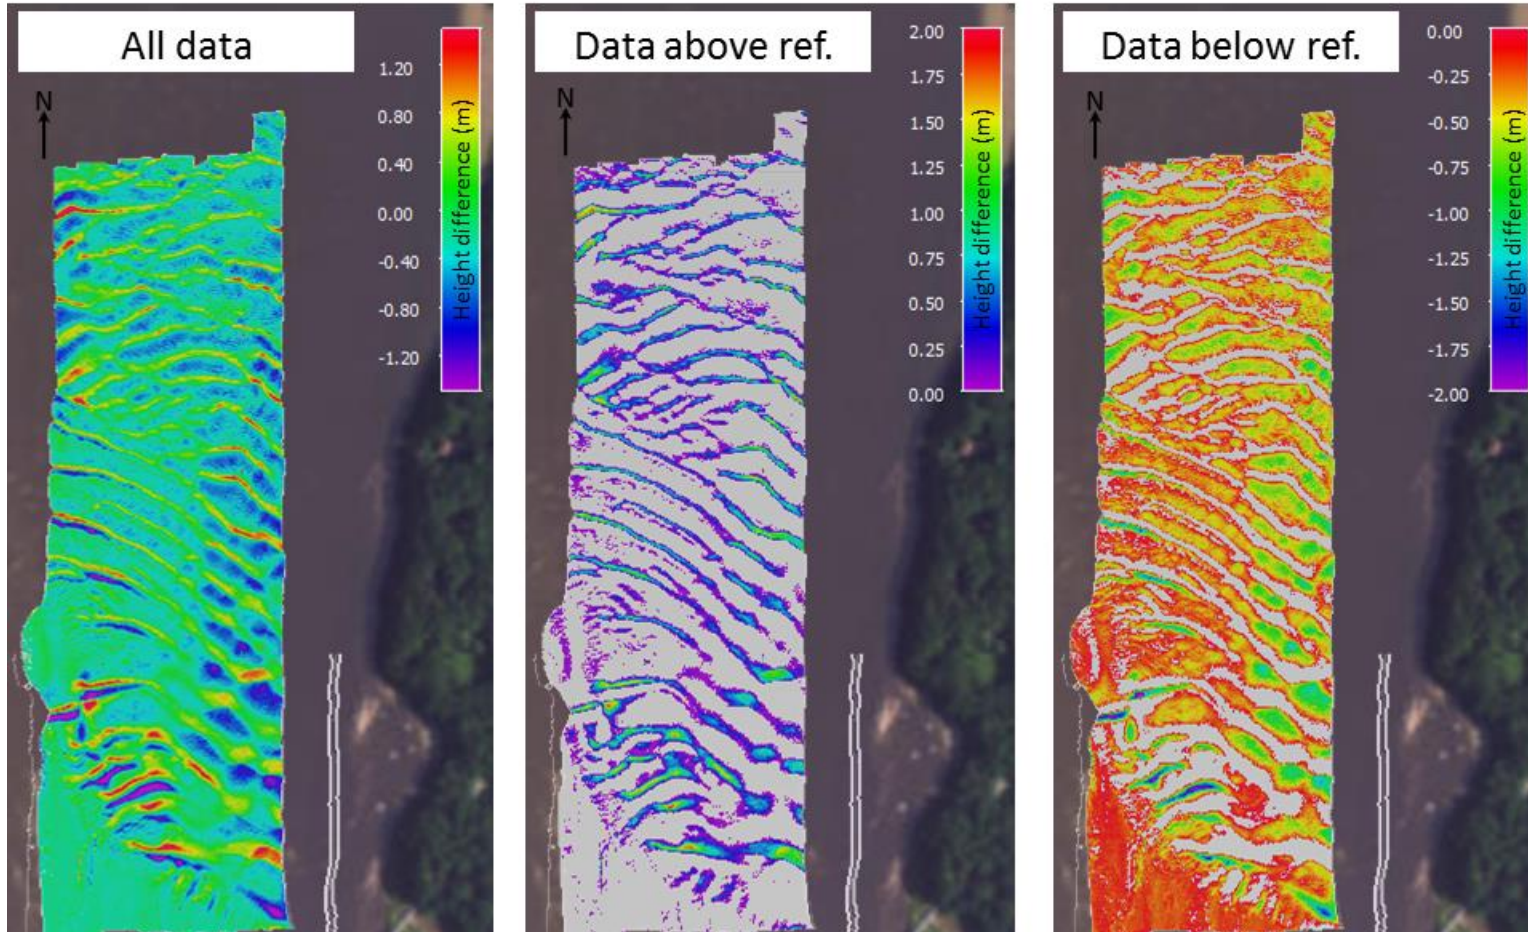 All data
N
1.20
0.80
0.40
0.00
-0.40
-0.80
-1.20
Height difference (m)
Data above ref.
N
2.00
1.75
1.50
1.25
1.00
0.75
0.50
0.25
0.00
Height difference (m)
Data below ref.
N
0.00
-0.25
-0.50
-0.75
-1.00
-1.25
-1.50
-1.75
-2.00
Height difference (m)